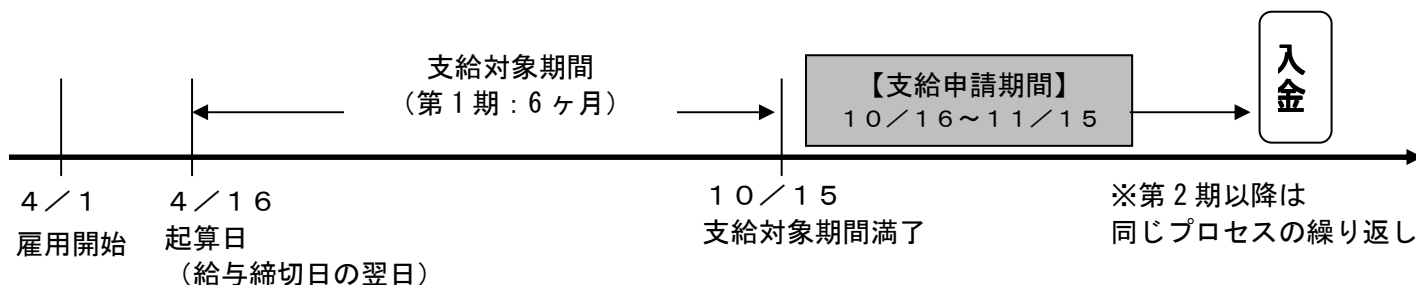 支給対象期間
（第1期：6ヶ月）
【支給申請期間】
１０／１６～１１／１５
入金
４／１
雇用開始
４／１６
起算日
（給与締切日の翌日）
１０／１５
支給対象期間満了
※第2期以降は
同じプロセスの繰り返し